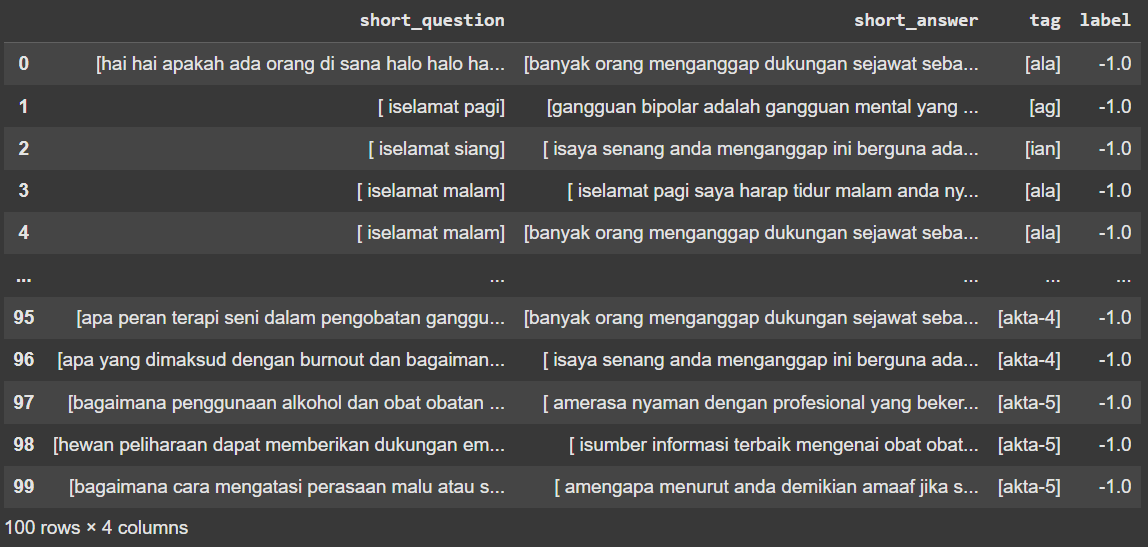 short_question short_answer tag label
0 [hai hai apakah ada orang di sana halo halo ha... [banyak orang menganggap dukungan sejawat seba... [ala] -1.0
1 [ iselamat pagi] [gangguan bipolar adalah gangguan mental yang ... [ag] -1.0
2 [ iselamat siang] [ isaya senang anda menganggap ini berguna ada... [ian] -1.0
3 [ iselamat malam] [ iselamat pagi saya harap tidur malam anda ny... [ala] -1.0
4 [ iselamat malam] [banyak orang menganggap dukungan sejawat seba... [ala] -1.0
... ... ... ... ...
95 [apa peran terapi seni dalam pengobatan ganggu... [banyak orang menganggap dukungan sejawat seba... [akta-4] -1.0
96 [apa yang dimaksud dengan burnout dan bagaiman... [ isaya senang anda menganggap ini berguna ada... [akta-4] -1.0
97 [bagaimana penggunaan alkohol dan obat obatan ... [ amerasa nyaman dengan profesional yang beker... [akta-5] -1.0
98 [hewan peliharaan dapat memberikan dukungan em... [ isumber informasi terbaik mengenai obat obat... [akta-5] -1.0
99 [bagaimana cara mengatasi perasaan malu atau s... [ amengapa menurut anda demikian amaaf jika s... [akta-5] -1.0
100 rows × 4 columns